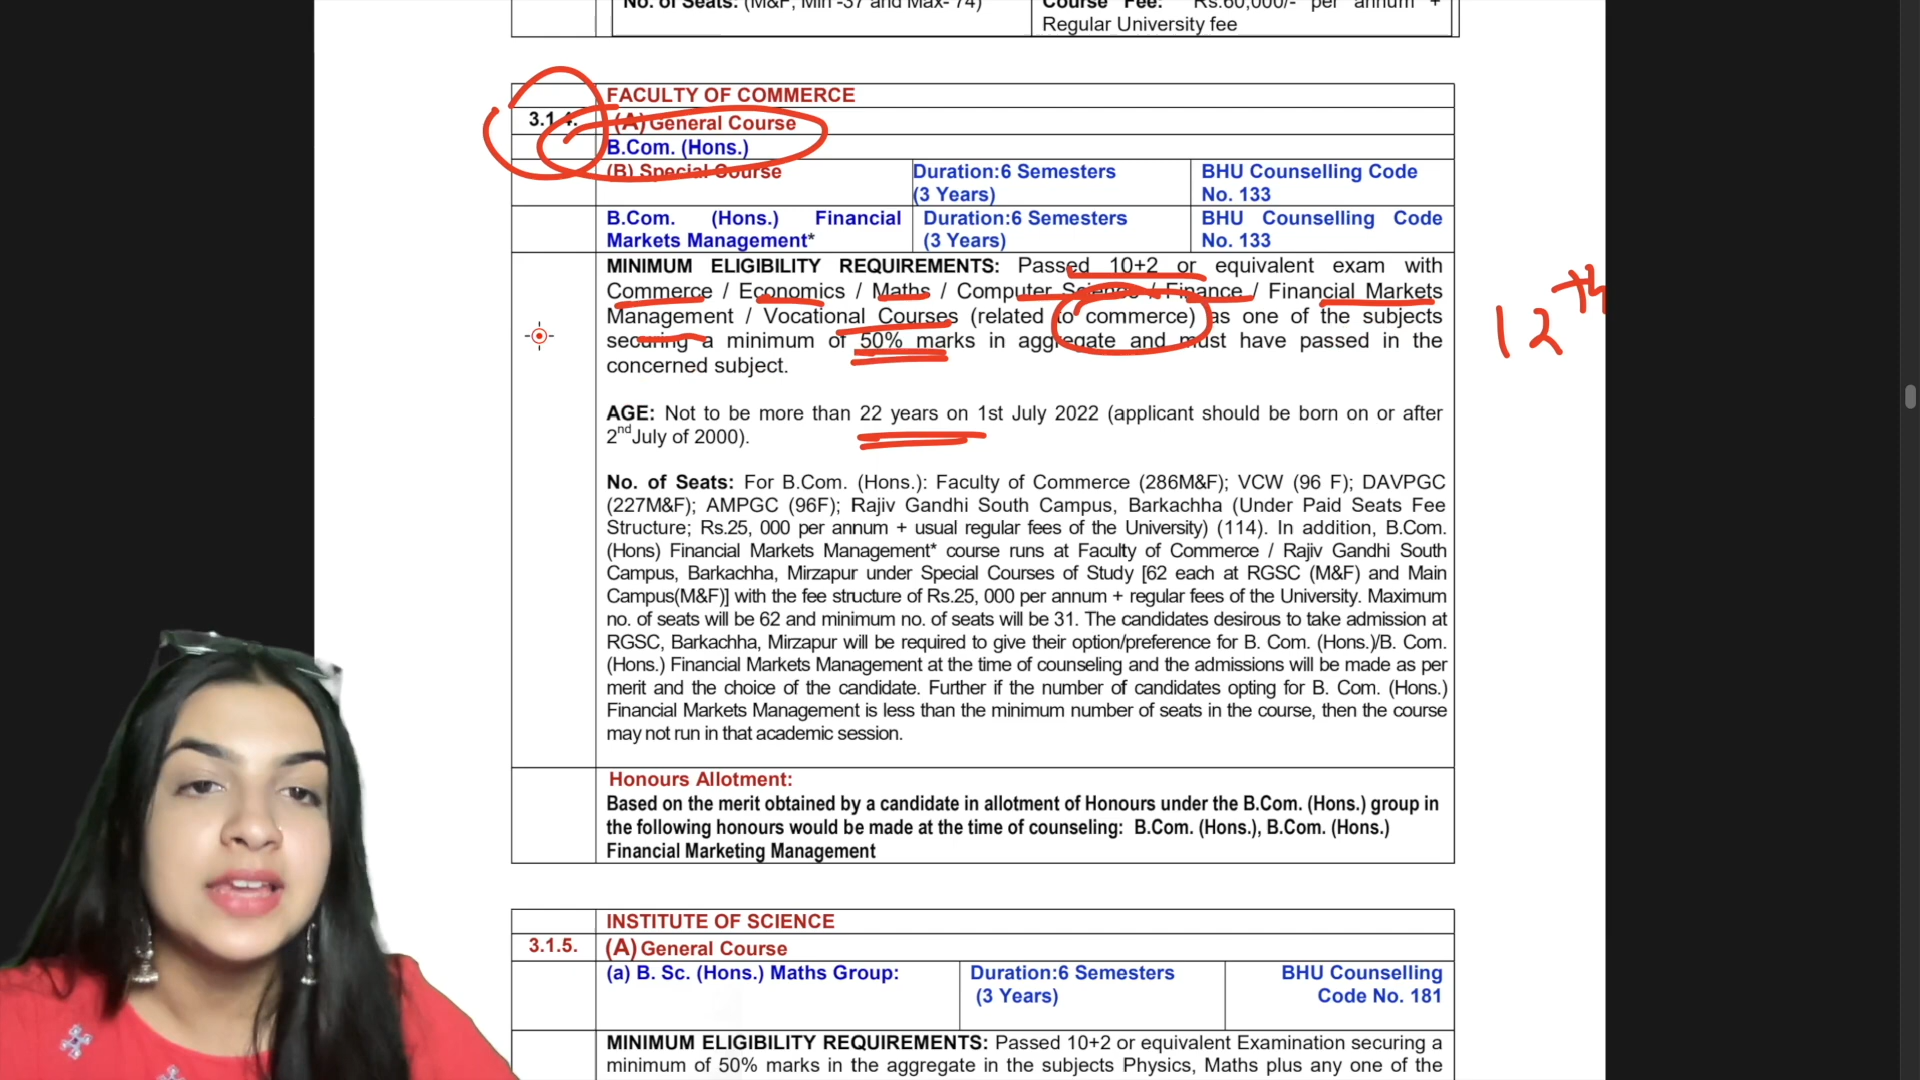 No. of Seats: (M&F, Min -37 and Max- 74)
Course Fee: Rs.60,000/- per annum +
Regular University fee
FACULTY OF COMMERCE
3.1.4. (A) General Course
B.Com. (Hons.)
(B) Special Course
Duration:6 Semesters
(3 Years)
BHU Counselling Code
No. 133
B.Com. (Hons.) Financial
Markets Management*
Duration:6 Semesters
(3 Years)
BHU Counselling Code
No. 133
MINIMUM ELIGIBILITY REQUIREMENTS: Passed 10+2 or equivalent exam with
Commerce / Economics / Maths / Computer Science / Finance / Financial Markets
Management / Vocational Courses (related to commerce) as one of the subjects
securing a minimum of 50% marks in aggregate and must have passed in the
concerned subject.
12th
AGE: Not to be more than 22 years on 1st July 2022 (applicant should be born on or after
2nd July of 2000).
No. of Seats: For B.Com. (Hons.): Faculty of Commerce (286M&F); VCW (96 F); DAVPGC
(227M&F); AMPGC (96F); Rajiv Gandhi South Campus, Barkachha (Under Paid Seats Fee
Structure; Rs.25, 000 per annum + usual regular fees of the University) (114). In addition, B.Com.
(Hons) Financial Markets Management* course runs at Faculty of Commerce / Rajiv Gandhi South
Campus, Barkachha, Mirzapur under Special Courses of Study [62 each at RGSC (M&F) and Main
Campus(M&F)] with the fee structure of Rs.25, 000 per annum + regular fees of the University. Maximum
no. of seats will be 62 and minimum no. of seats will be 31. The candidates desirous to take admission at
RGSC, Barkachha, Mirzapur will be required to give their option/preference for B. Com. (Hons.)/B. Com.
(Hons.) Financial Markets Management at the time of counseling and the admissions will be made as per
merit and the choice of the candidate. Further if the number of candidates opting for B. Com. (Hons.)
Financial Markets Management is less than the minimum number of seats in the course, then the course
may not run in that academic session.
Honours Allotment:
Based on the merit obtained by a candidate in allotment of Honours under the B.Com. (Hons.) group in
the following honours would be made at the time of counseling: B.Com. (Hons.), B.Com. (Hons.)
Financial Marketing Management
INSTITUTE OF SCIENCE
3.1.5. (A) General Course
(a) B. Sc. (Hons.) Maths Group:
Duration:6 Semesters
(3 Years)
BHU Counselling
Code No. 181
MINIMUM ELIGIBILITY REQUIREMENTS: Passed 10+2 or equivalent Examination securing a
minimum of 50% marks in the aggregate in the subjects Physics, Maths plus any one of the